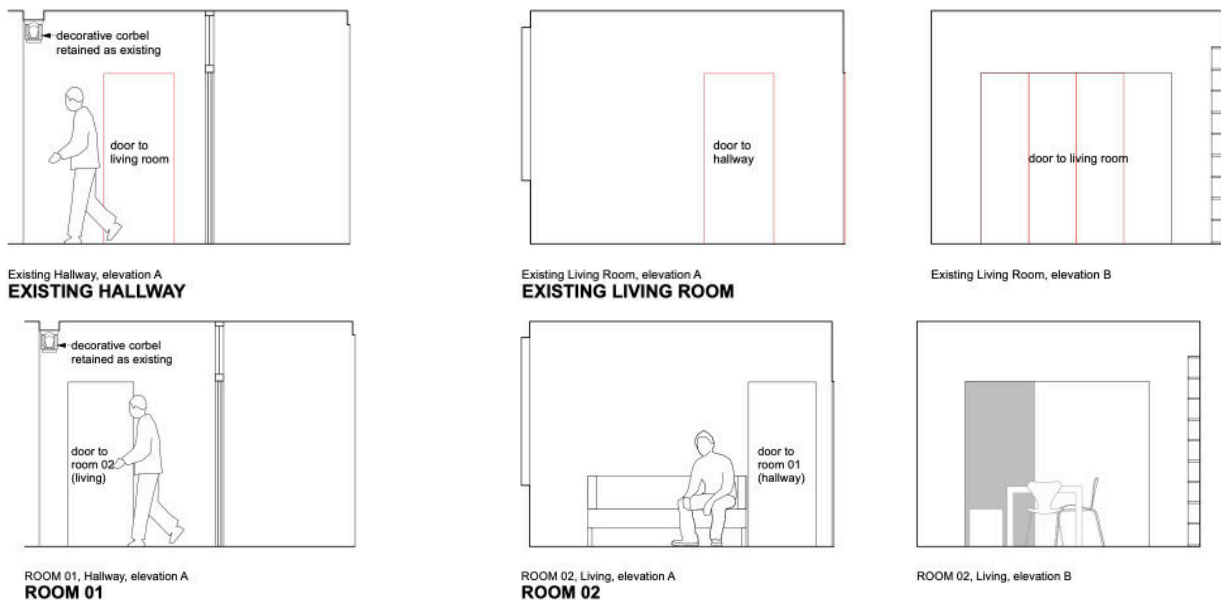 decorative corbel
retained as existing
door to
living room
door to
hallway
door to living room
Existing Hallway, elevation A
EXISTING HALLWAY
Existing Living Room, elevation A
EXISTING LIVING ROOM
Existing Living Room, elevation B
decorative corbel
retained as existing
door to
room 02
(living)
door to
room 01
(hallway)
ROOM 01, Hallway, elevation A
ROOM 01
ROOM 02, Living, elevation A
ROOM 02
ROOM 02, Living, elevation B